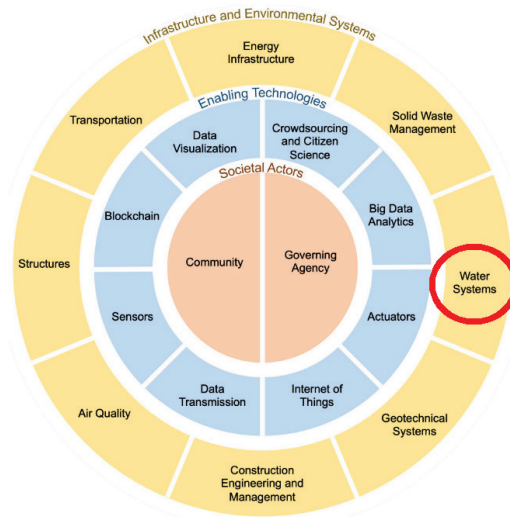 Infrastructure and Environmental Systems
Energy
Infrastructure
Solid Waste
Management
Water
Systems
Geotechnical
Systems
Construction
Engineering and
Management
Air Quality
Structures
Transportation
Enabling Technologies
Crowdsourcing
and Citizen
Science
Big Data
Analytics
Actuators
Internet of
Things
Data
Transmission
Sensors
Blockchain
Data
Visualization
Societal Actors
Community
Governing
Agency